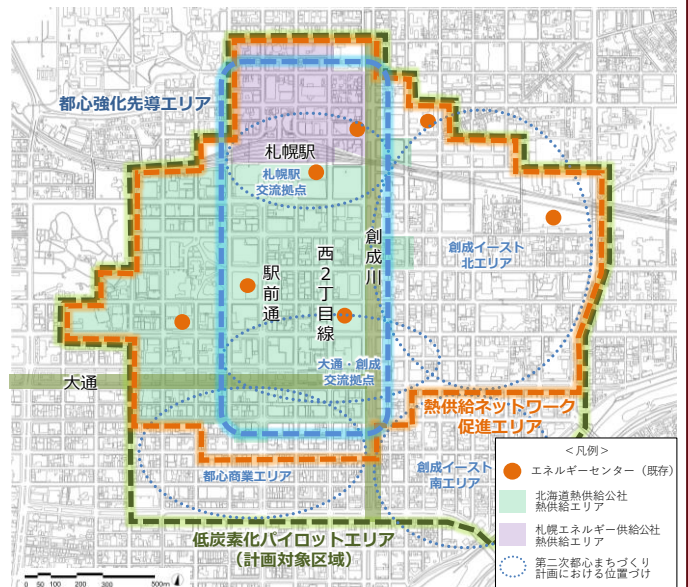 都心強化先導エリア
札幌駅
札幌駅
交流拠点
創成川
西2丁目線
駅前通
創成イースト
北エリア
大通・創成
交流拠点
大通
熱供給ネットワーク
促進エリア
都心商業エリア
創成イースト
南エリア
低炭素化パイロットエリア
(計画対象区域)
<凡例>
エネルギーセンター(既存)
北海道熱供給公社
熱供給エリア
札幌エネルギー供給公社
熱供給エリア
第二次都心まちづくり
計画における位置づけ
0 50 100 200 300 500m